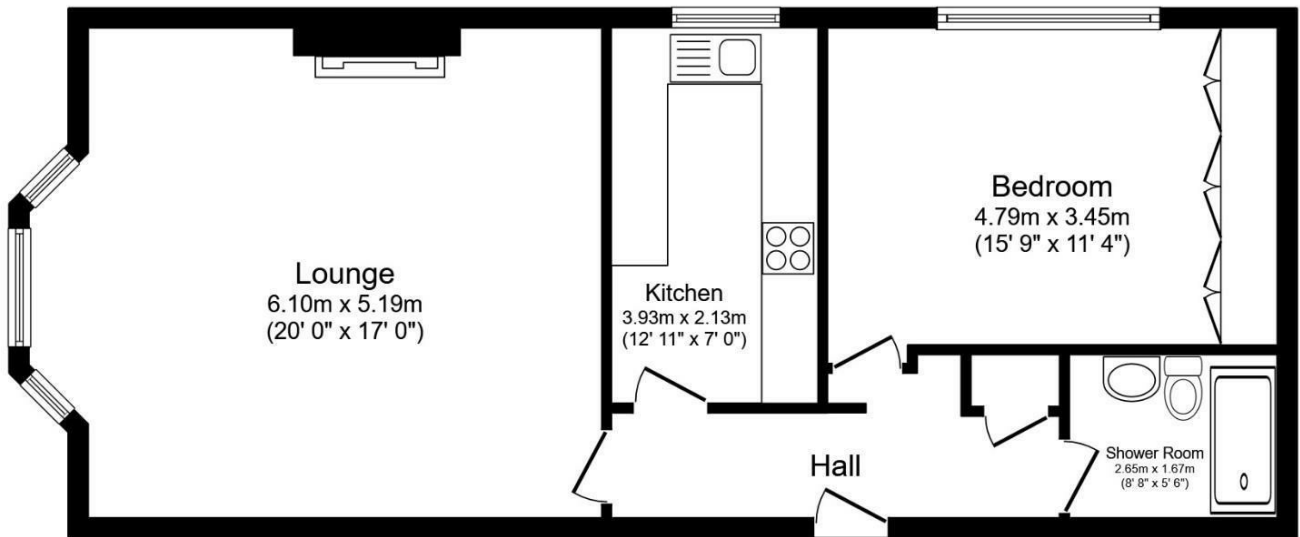 Lounge
6.10m x 5.19m
(20' 0" x 17' 0")
Kitchen
3.93m x 2.13m
(12' 11" x 7' 0")
Bedroom
4.79m x 3.45m
(15' 9" x 11' 4")
Hall
Shower Room
2.65m x 1.67m
(8' 8" x 5' 6")